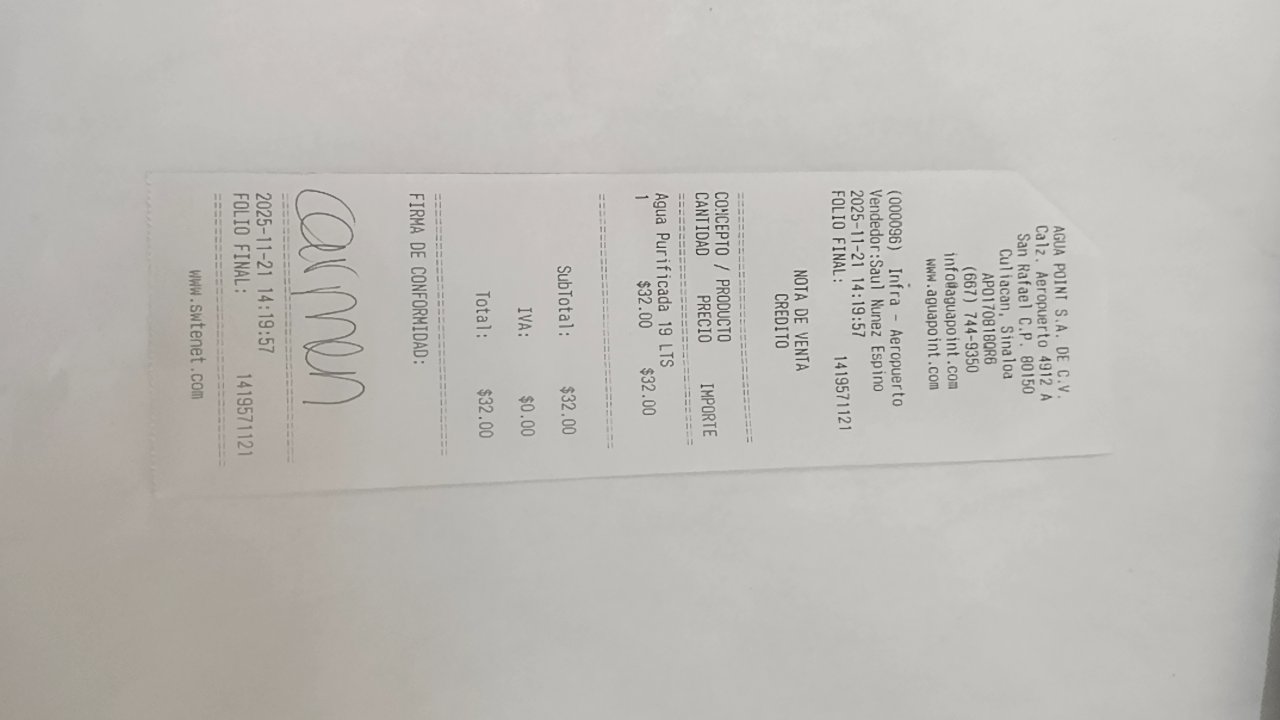 AGUA POINT S.A. DE C.V.
Calz. Aeropuerto 4912 A
San Rafael C.P. 80150
Culiacan, Sinaloa
APO170818QR6
(667) 744-9350
info@aguapoint.com
www.aguapoint.com
(000096) Infra - Aeropuerto
Vendedor:Saul Nunez Espino
2025-11-21 14:19:57
FOLIO FINAL: 1419571121
NOTA DE VENTA
CREDITO
CONCEPTO / PRODUCTO
CANTIDAD PRECIO IMPORTE
Agua Purificada 19 LTS
1 $32.00 $32.00
SubTotal: $32.00
IVA: $0.00
Total: $32.00
FIRMA DE CONFORMIDAD:
Carmen
2025-11-21 14:19:57
FOLIO FINAL: 1419571121
www.swtenet.com